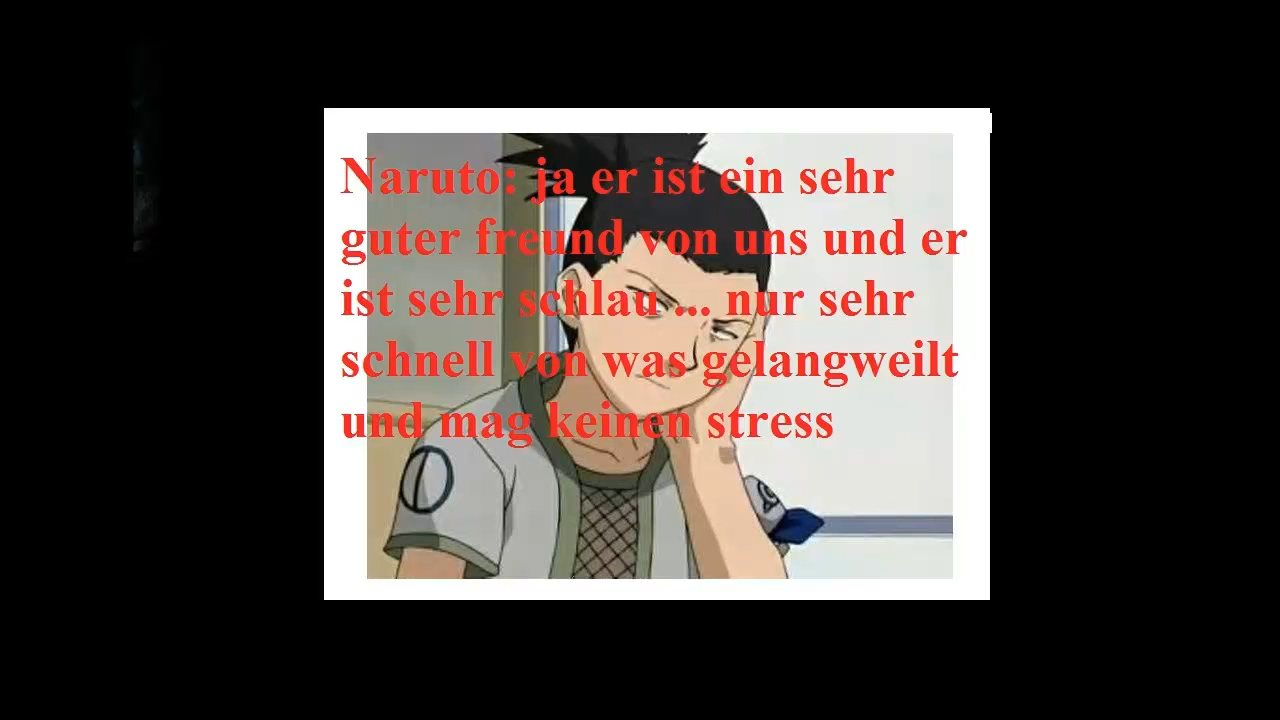 Naruto: ja er ist ein sehr
guter freund von uns und er
ist sehr schlau ... nur sehr
schnell von was gelangweilt
und mag keinen stress